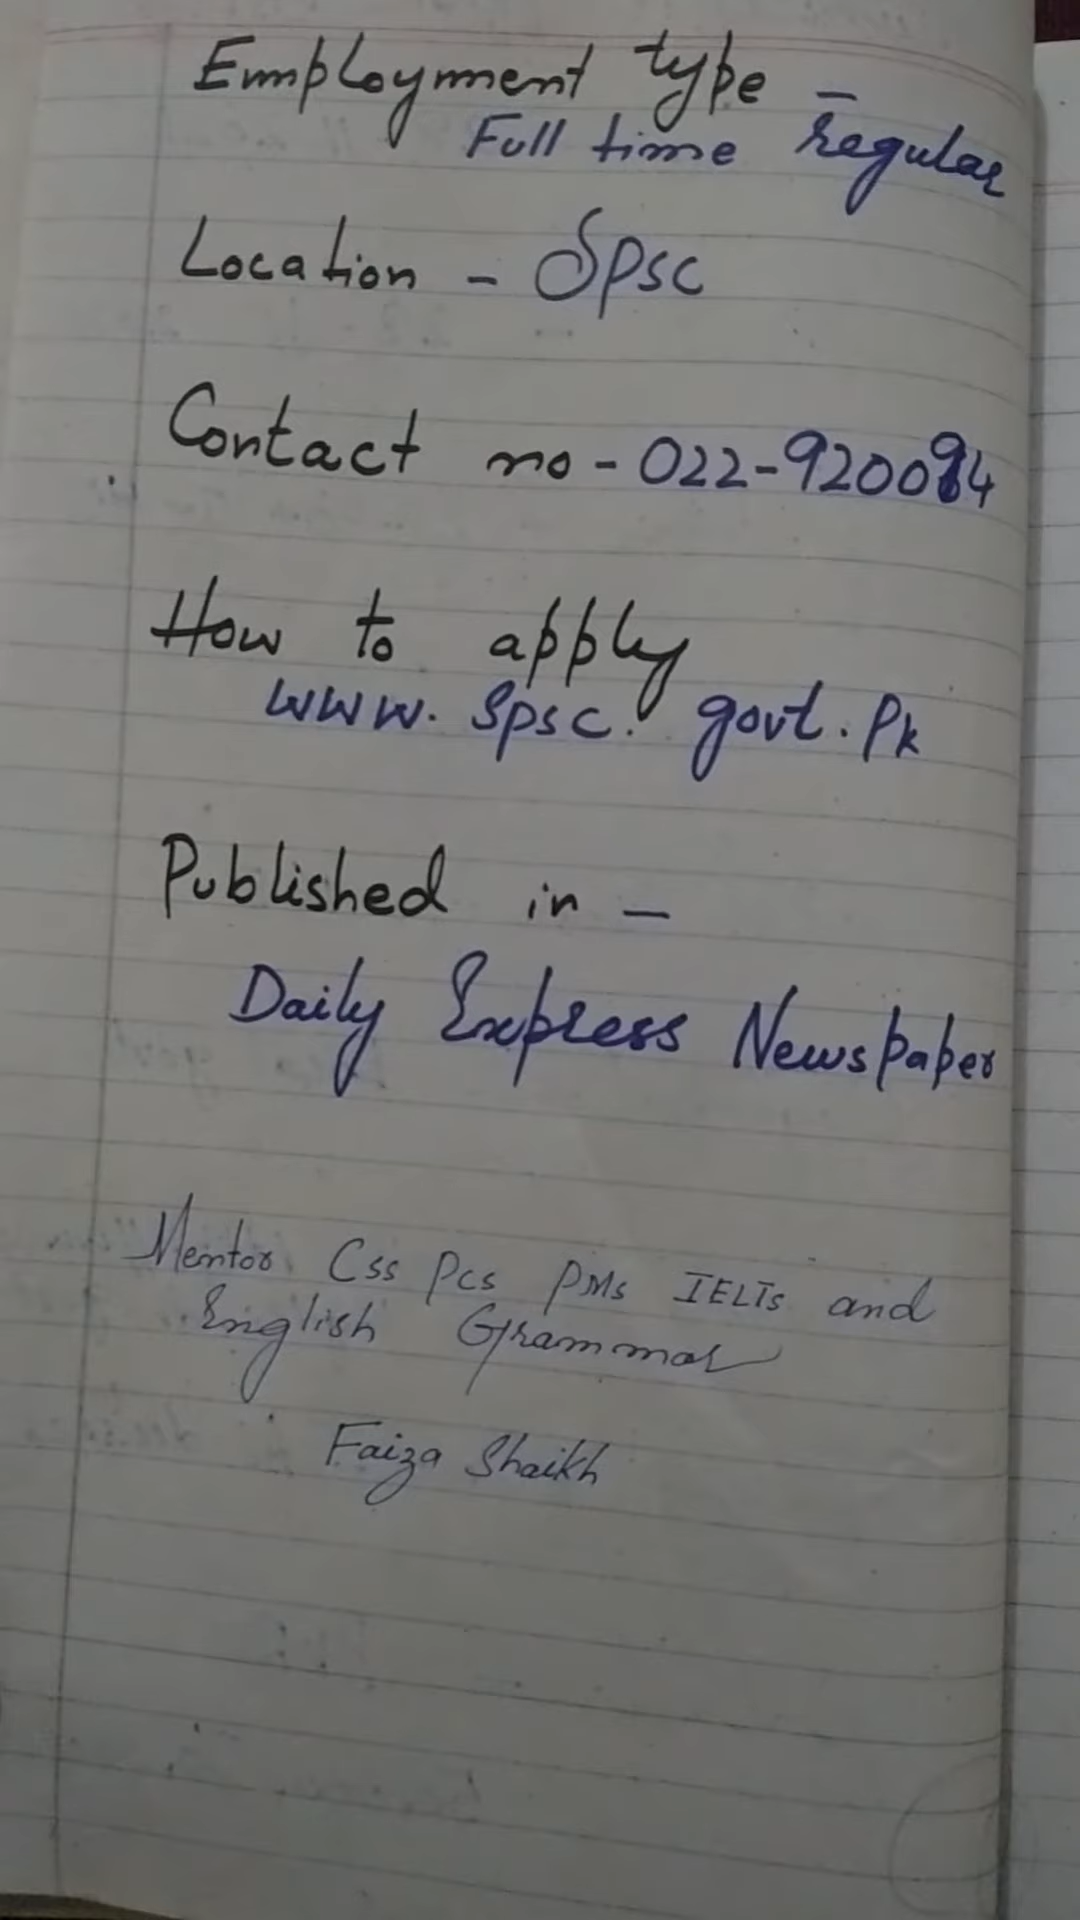 Employment type -
Full time regular
Location - Spsc
Contact no - 022-9200
How to apply
www. Spsc. govt. Pk
Published in -
Daily Express Newspaper
Mentor Css Pcs PMs IELTs and
English Grammar
Faiza Shaikh